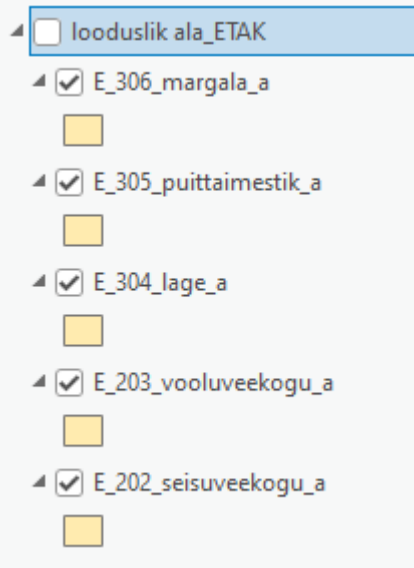 looduslik ala_ETAK
E_306_margala_a
E_305_puittaimestik_a
E_304_lage_a
E_203_vooluveekogu_a
E_202_seisuveekogu_a